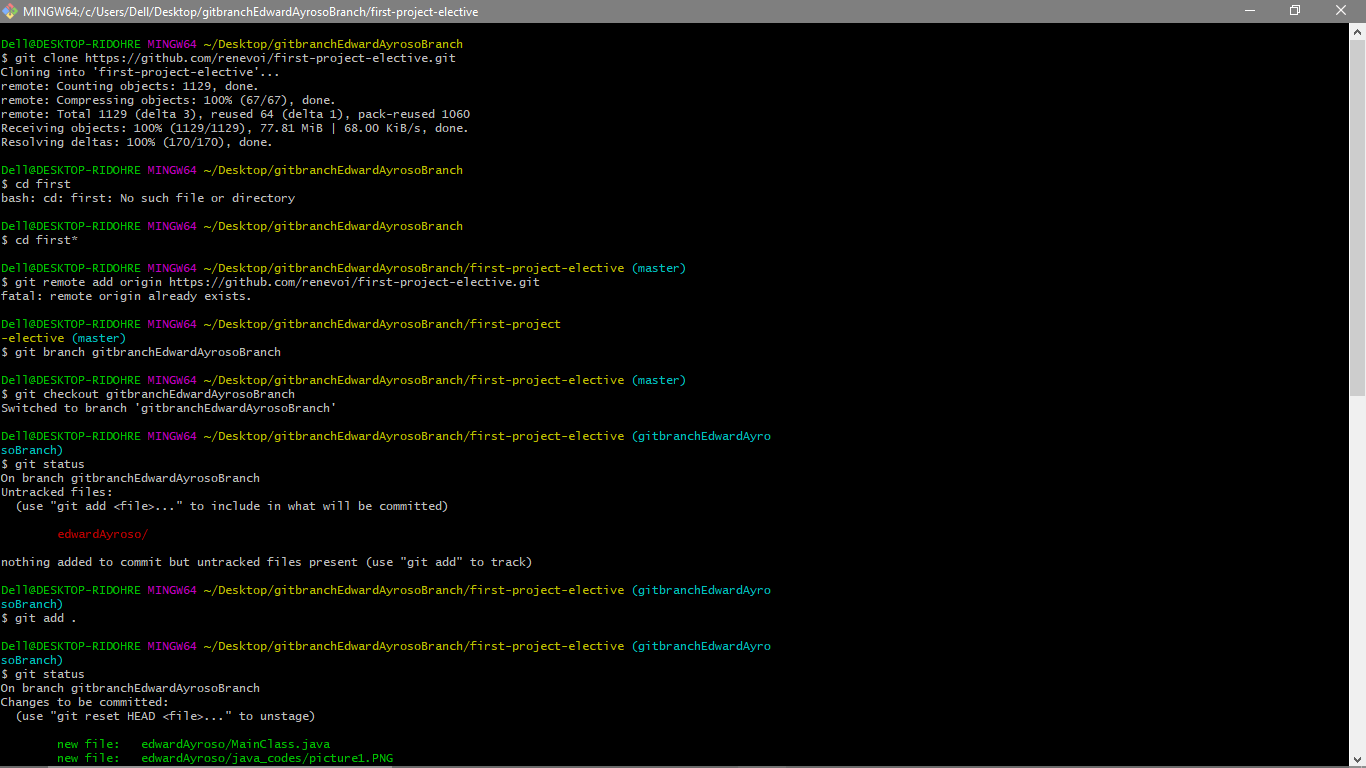 MINGW64:/c/Users/Dell/Desktop/gitbranchEdwardAyrosoBranch/first-project-elective
Dell@DESKTOP-RIDOHRE MINGW64 ~/Desktop/gitbranchEdwardAyrosoBranch
$ git clone https://github.com/renevoi/first-project-elective.git
Cloning into 'first-project-elective'...
remote: Counting objects: 1129, done.
remote: Compressing objects: 100% (67/67), done.
remote: Total 1129 (delta 3), reused 64 (delta 1), pack-reused 1060
Receiving objects: 100% (1129/1129), 77.81 MiB | 68.00 KiB/s, done.
Resolving deltas: 100% (170/170), done.
Dell@DESKTOP-RIDOHRE MINGW64 ~/Desktop/gitbranchEdwardAyrosoBranch
$ cd first
bash: cd: first: No such file or directory
Dell@DESKTOP-RIDOHRE MINGW64 ~/Desktop/gitbranchEdwardAyrosoBranch
$ cd first*
Dell@DESKTOP-RIDOHRE MINGW64 ~/Desktop/gitbranchEdwardAyrosoBranch/first-project-elective (master)
$ git remote add origin https://github.com/renevoi/first-project-elective.git
fatal: remote origin already exists.
Dell@DESKTOP-RIDOHRE MINGW64 ~/Desktop/gitbranchEdwardAyrosoBranch/first-project
-elective (master)
$ git branch gitbranchEdwardAyrosoBranch
Dell@DESKTOP-RIDOHRE MINGW64 ~/Desktop/gitbranchEdwardAyrosoBranch/first-project-elective (master)
$ git checkout gitbranchEdwardAyrosoBranch
Switched to branch 'gitbranchEdwardAyrosoBranch'
Dell@DESKTOP-RIDOHRE MINGW64 ~/Desktop/gitbranchEdwardAyrosoBranch/first-project-elective (gitbranchEdwardAyro
soBranch)
$ git status
On branch gitbranchEdwardAyrosoBranch
Untracked files:
  (use "git add <file>..." to include in what will be committed)
        edwardAyroso/
nothing added to commit but untracked files present (use "git add" to track)
Dell@DESKTOP-RIDOHRE MINGW64 ~/Desktop/gitbranchEdwardAyrosoBranch/first-project-elective (gitbranchEdwardAyro
soBranch)
$ git add .
Dell@DESKTOP-RIDOHRE MINGW64 ~/Desktop/gitbranchEdwardAyrosoBranch/first-project-elective (gitbranchEdwardAyro
soBranch)
$ git status
On branch gitbranchEdwardAyrosoBranch
Changes to be committed:
  (use "git reset HEAD <file>..." to unstage)
        new file:   edwardAyroso/MainClass.java
        new file:   edwardAyroso/java_codes/picture1.PNG